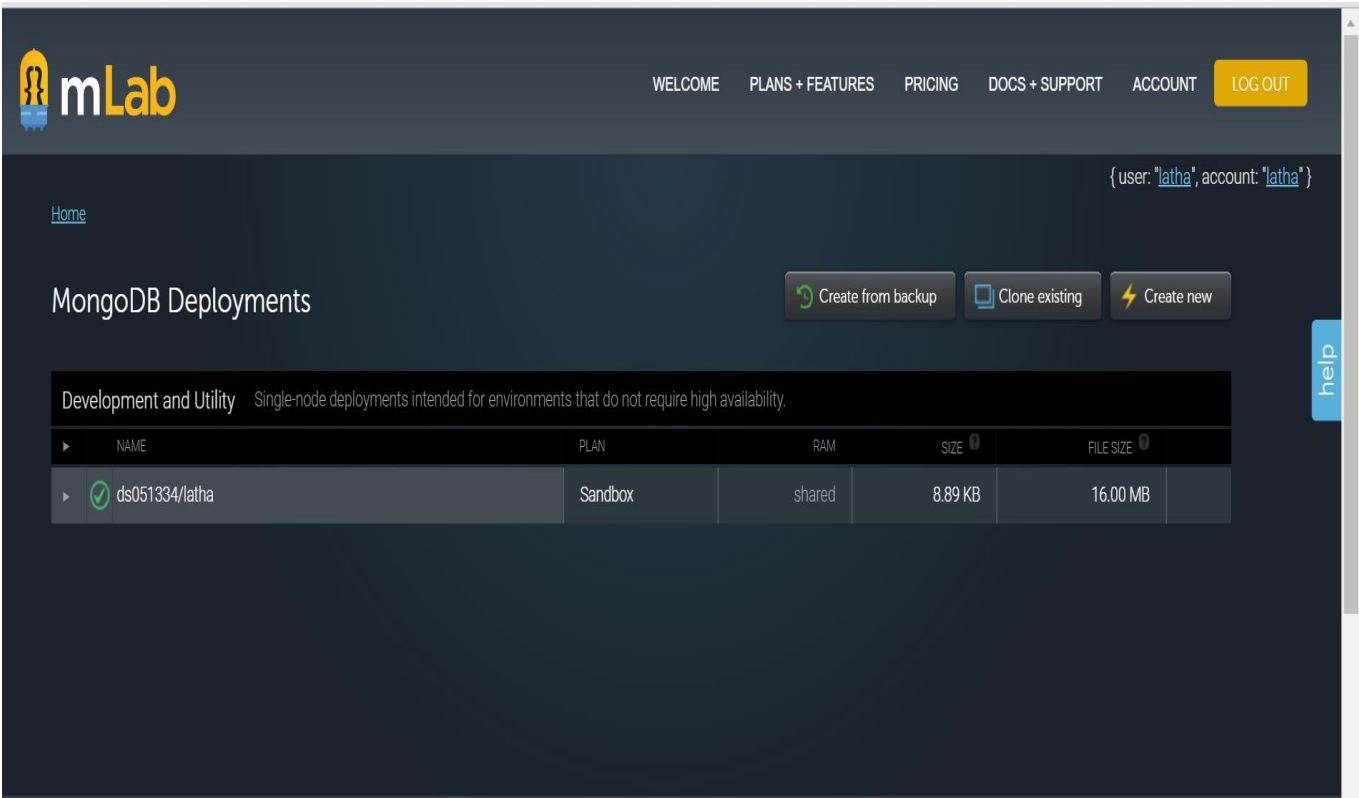 mLab
WELCOME PLANS + FEATURES PRICING DOCS + SUPPORT ACCOUNT LOG OUT
{ user: "latha", account: "latha" }
Home
MongoDB Deployments
Create from backup Clone existing Create new
help
Development and Utility Single-node deployments intended for environments that do not require high availability.
NAME PLAN RAM SIZE ? FILE SIZE ?
ds051334/latha Sandbox shared 8.89 KB 16.00 MB